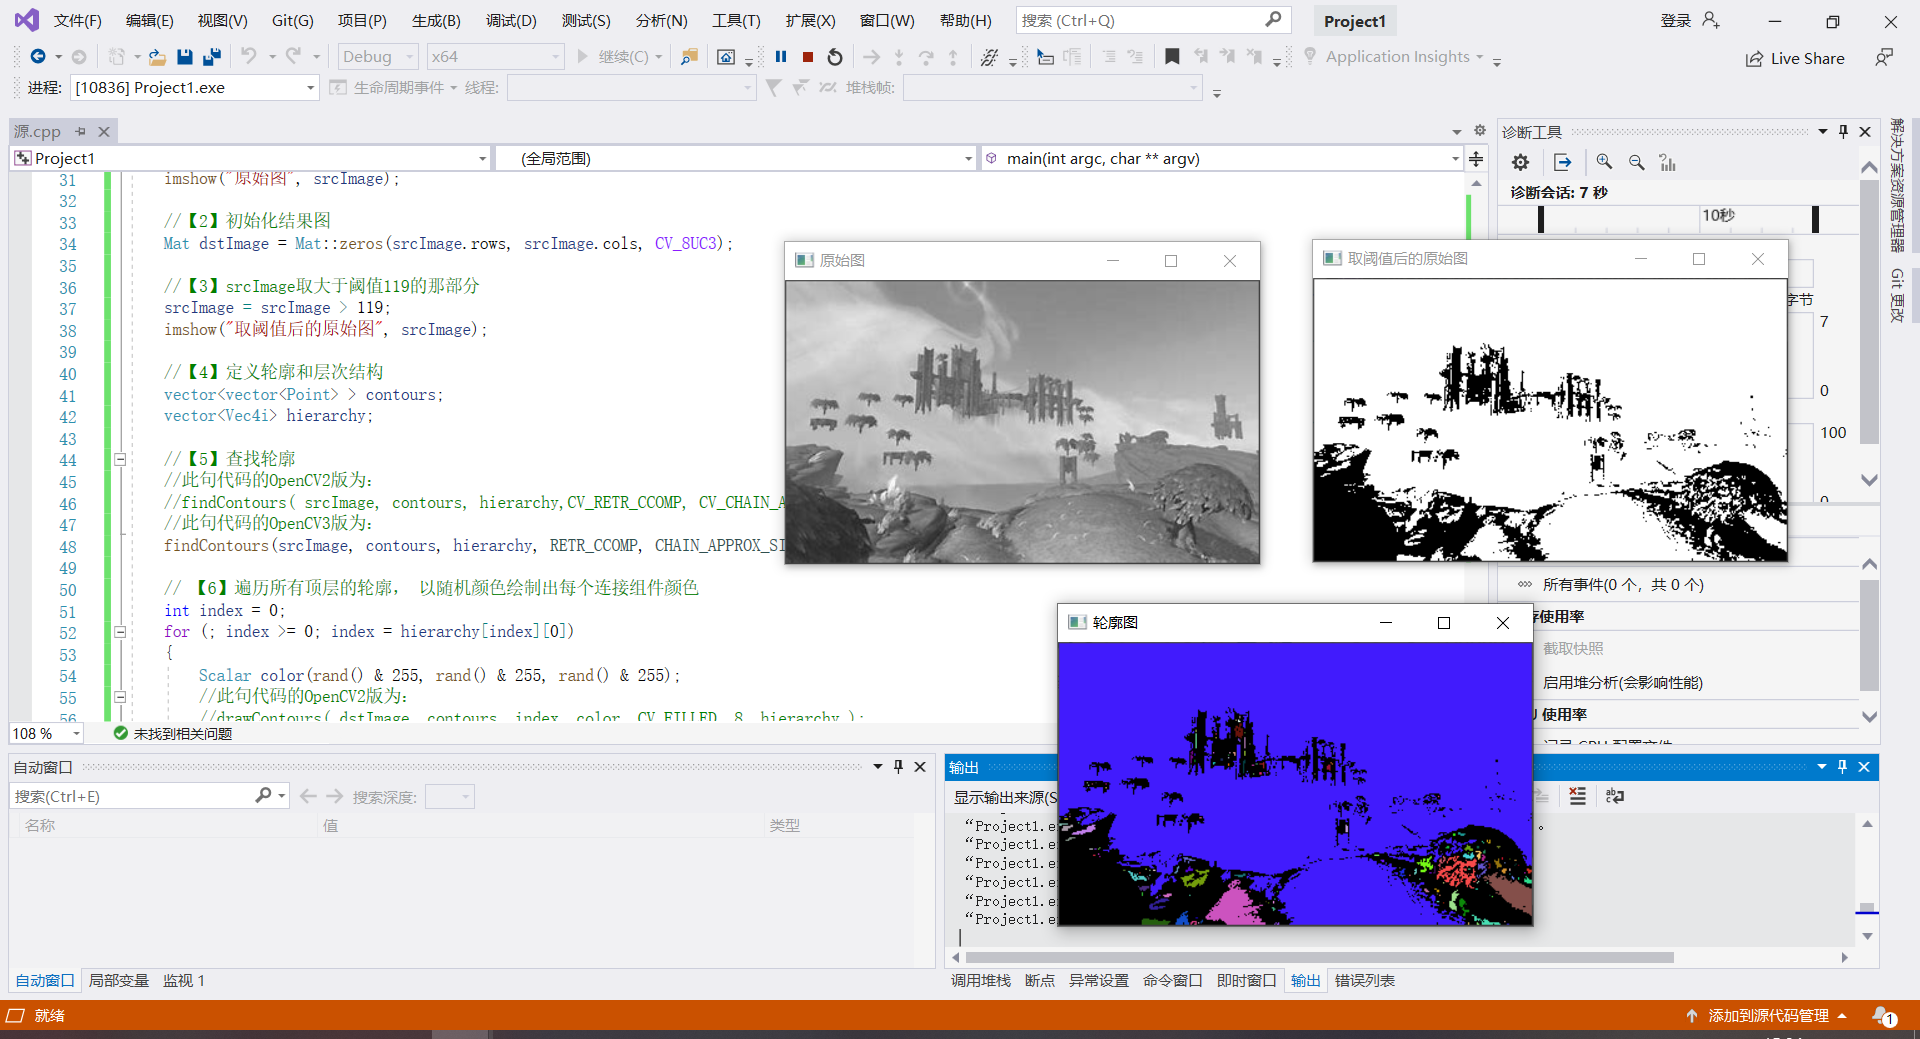 文件(F) 编辑(E) 视图(V) Git(G) 项目(P) 生成(B) 调试(D) 测试(S) 分析(N) 工具(T) 扩展(X) 窗口(W) 帮助(H) 搜索 (Ctrl+Q) Project1 登录
Debug x64 继续(C) Application Insights Live Share
进程: [10836] Project1.exe 生命周期事件 线程: 堆栈帧:
源.cpp
Project1 (全局范围) main(int argc, char ** argv)
31 imshow("原始图", srcImage);
32
33 //【2】初始化结果图
34 Mat dstImage = Mat::zeros(srcImage.rows, srcImage.cols, CV_8UC3);
35
36 //【3】srcImage取大于阈值119的那部分
37 srcImage = srcImage > 119;
38 imshow("取阈值后的原始图", srcImage);
39
40 //【4】定义轮廓和层次结构
41 vector<vector<Point> > contours;
42 vector<Vec4i> hierarchy;
43
44 //【5】查找轮廓
45 //此句代码的OpenCV2版为：
46 //findContours( srcImage, contours, hierarchy,CV_RETR_CCOMP, CV_CHAIN_A
47 //此句代码的OpenCV3版为：
48 findContours(srcImage, contours, hierarchy, RETR_CCOMP, CHAIN_APPROX_SI
49
50 // 【6】遍历所有顶层的轮廓， 以随机颜色绘制出每个连接组件颜色
51 int index = 0;
52 for (; index >= 0; index = hierarchy[index][0])
53 {
54 Scalar color(rand() & 255, rand() & 255, rand() & 255);
55 //此句代码的OpenCV2版为：
56 //drawContours( dstImage, contours, index, color, CV_FILLED, 8, hierarchy );
108 % 未找到相关问题
原始图
取阈值后的原始图
轮廓图
诊断工具
诊断会话: 7 秒
10秒
字节
7
0
100
0
所有事件(0 个，共 0 个)
存使用率
截取快照
启用堆分析(会影响性能)
使用率
解决方案资源管理器
Git 更改
自动窗口
搜索(Ctrl+E) 搜索深度:
名称 值 类型
自动窗口 局部变量 监视 1
输出
显示输出来源(S
“Project1.e 。
“Project1.e
“Project1.e
“Project1.e
“Project1.e
“Project1.e
调用堆栈 断点 异常设置 命令窗口 即时窗口 输出 错误列表
就绪 添加到源代码管理 1